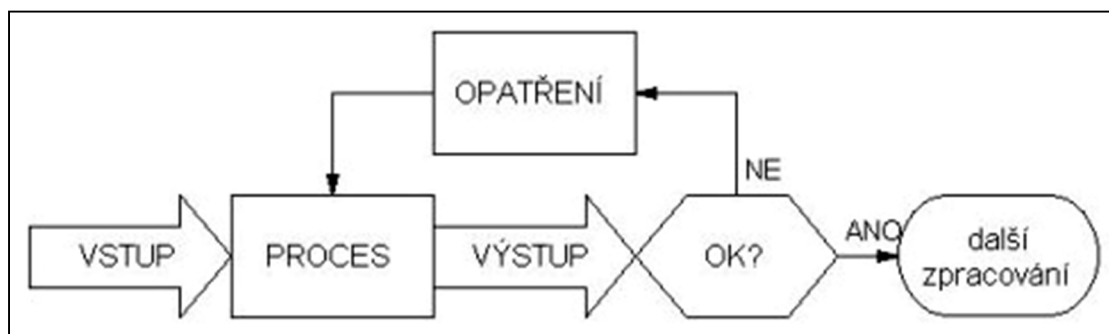 OPATŘENÍ
NE
VSTUP
PROCES
VÝSTUP
OK?
ANO
další
zpracování